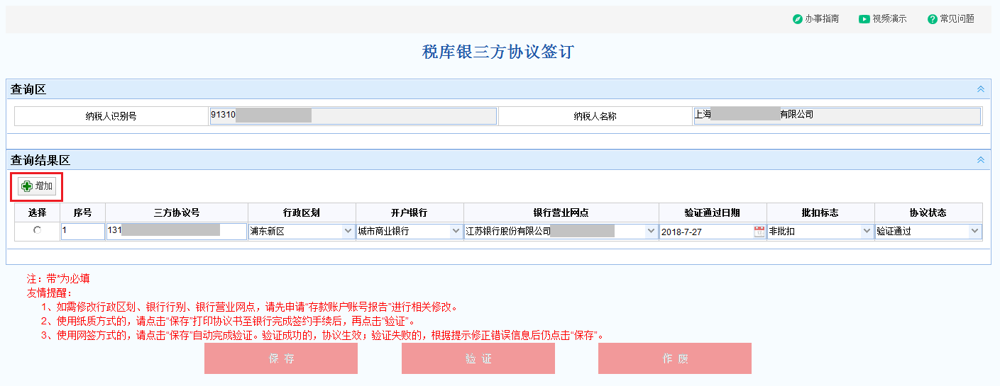 办事指南 视频演示 常见问题
税库银三方协议签订
查询区
纳税人识别号 91310 纳税人名称 上海 有限公司
查询结果区
增加
选择 序号 三方协议号 行政区划 开户银行 银行营业网点 验证通过日期 批扣标志 协议状态
1 131 浦东新区 城市商业银行 江苏银行股份有限公司 2018-7-27 非批扣 验证通过
注：带*为必填
友情提醒：
1、如需修改行政区划、银行行别、银行营业网点，请先申请“存款账户账号报告”进行相关修改。
2、使用纸质方式的，请点击“保存”打印协议书至银行完成签约手续后，再点击“验证”。
3、使用网签方式的，请点击“保存”自动完成验证。验证成功的，协议生效；验证失败的，根据提示修正错误信息后仍点击“保存”。
保 存 验 证 作 废